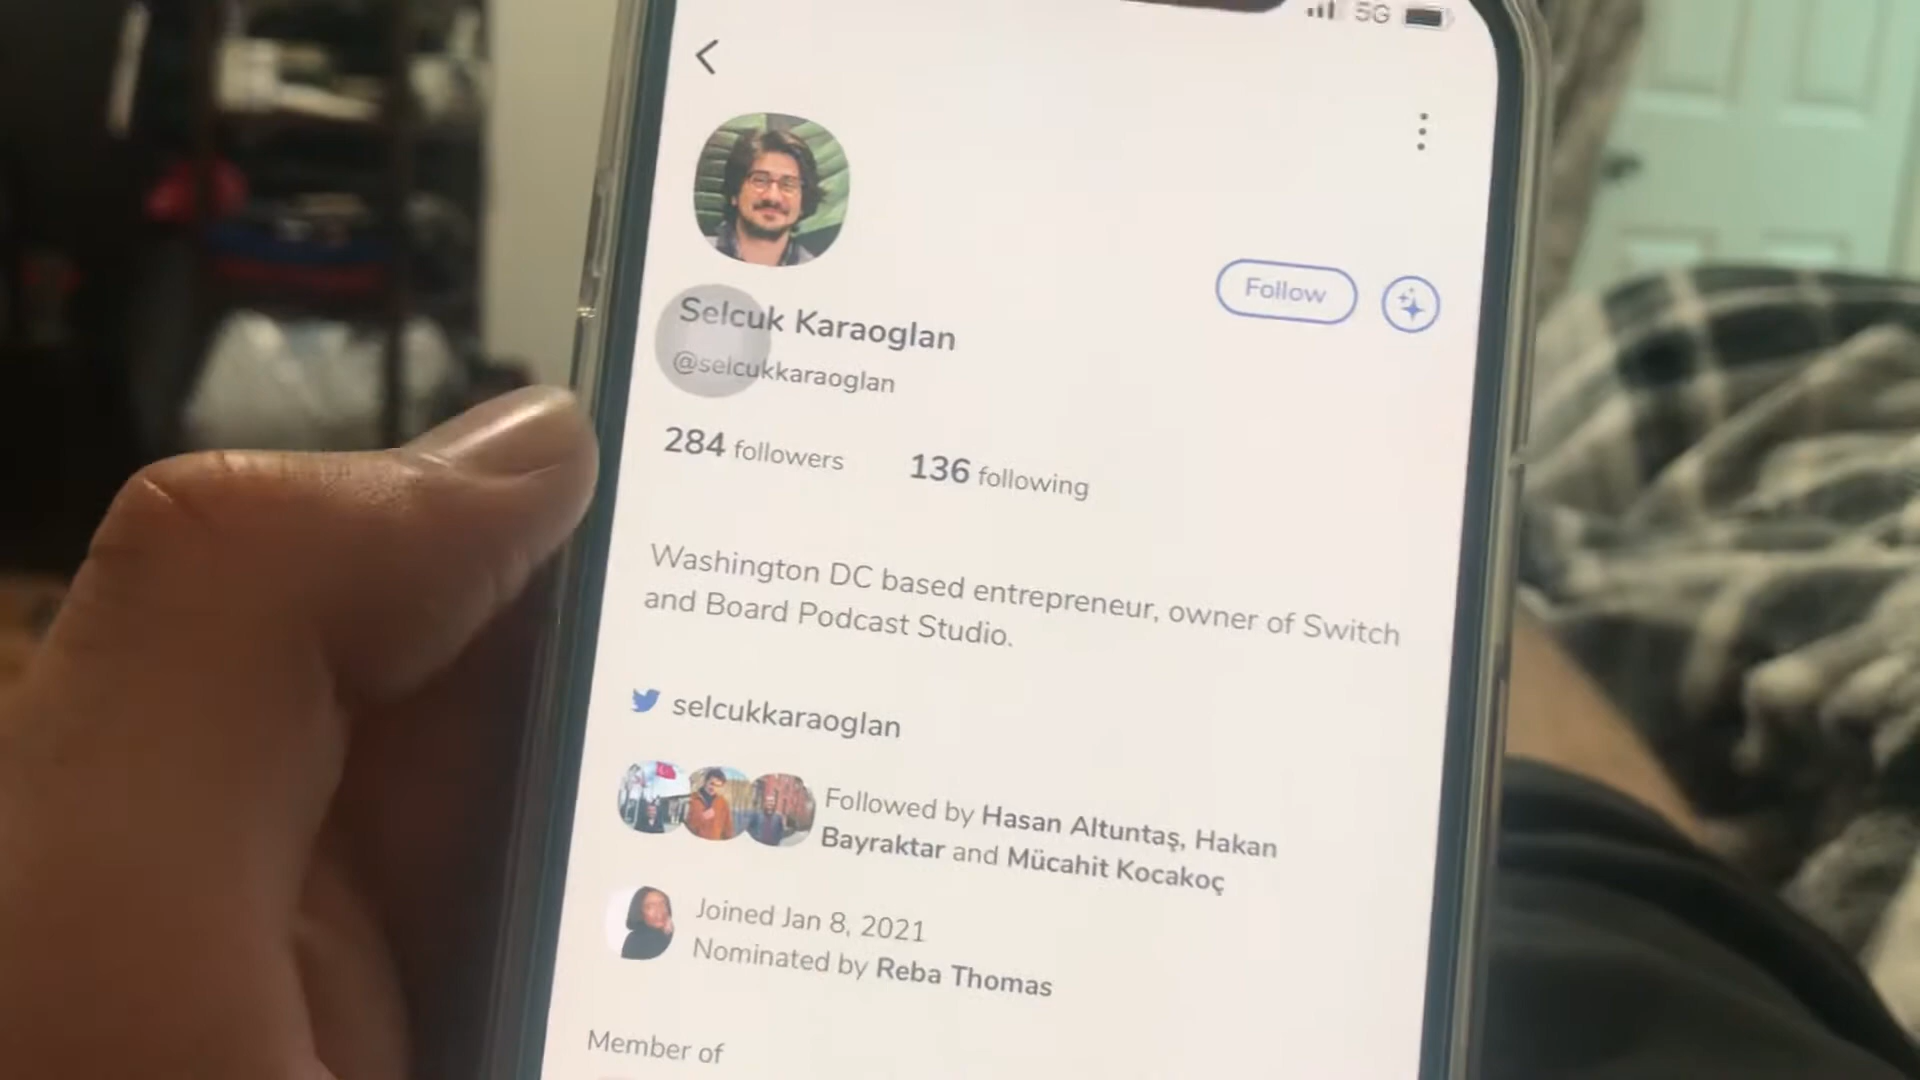 5G
Selcuk Karaoglan
Follow
@selcukkaraoglan
284 followers 136 following
Washington DC based entrepreneur, owner of Switch
and Board Podcast Studio.
selcukkaraoglan
Followed by Hasan Altuntaş, Hakan
Bayraktar and Mücahit Kocakoç
Joined Jan 8, 2021
Nominated by Reba Thomas
Member of